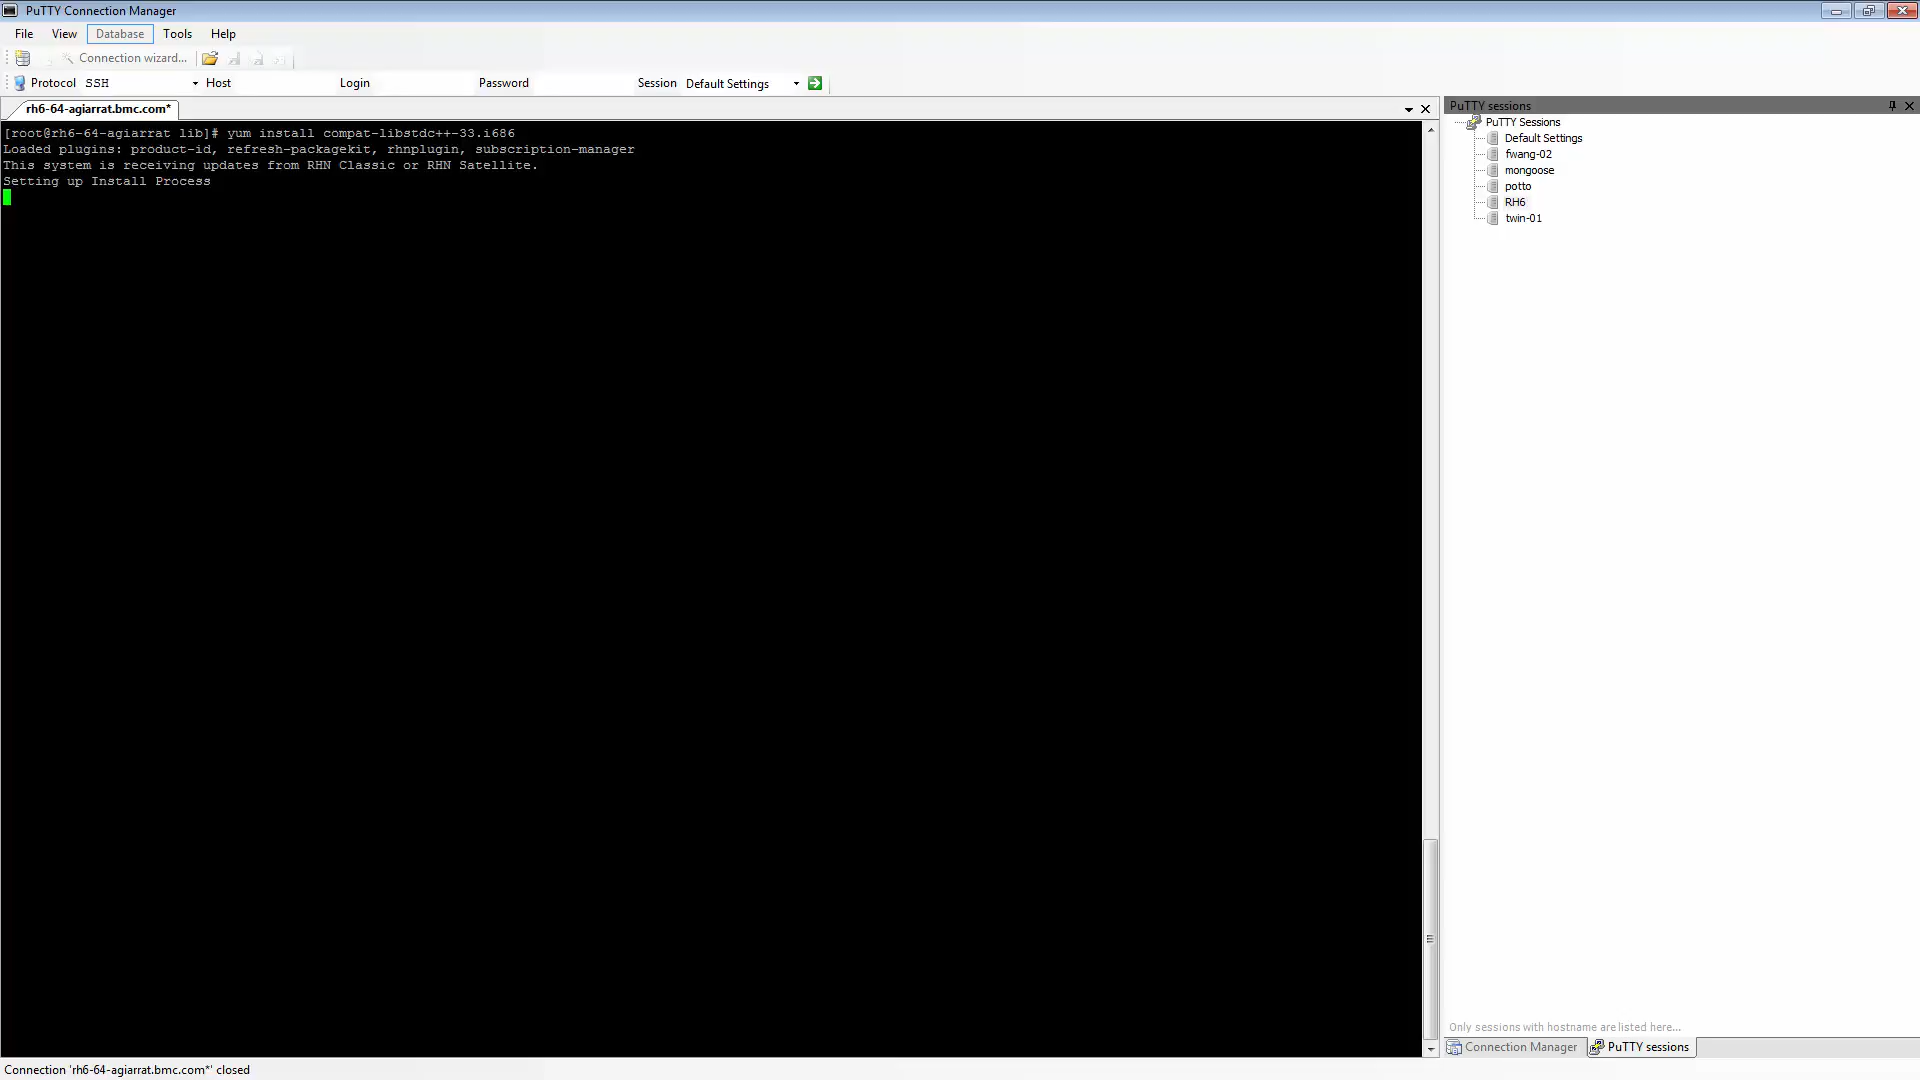 PuTTY Connection Manager
File View Database Tools Help
Connection wizard...
Protocol SSH Host Login Password Session Default Settings
rh6-64-agiarrat.bmc.com*
[root@rh6-64-agiarrat lib]# yum install compat-libstdc++-33.i686
Loaded plugins: product-id, refresh-packagekit, rhnplugin, subscription-manager
This system is receiving updates from RHN Classic or RHN Satellite.
Setting up Install Process
PuTTY sessions
PuTTY Sessions
Default Settings
fwang-02
mongoose
potto
RH6
twin-01
Only sessions with hostname are listed here...
Connection Manager PuTTY sessions
Connection 'rh6-64-agiarrat.bmc.com*' closed